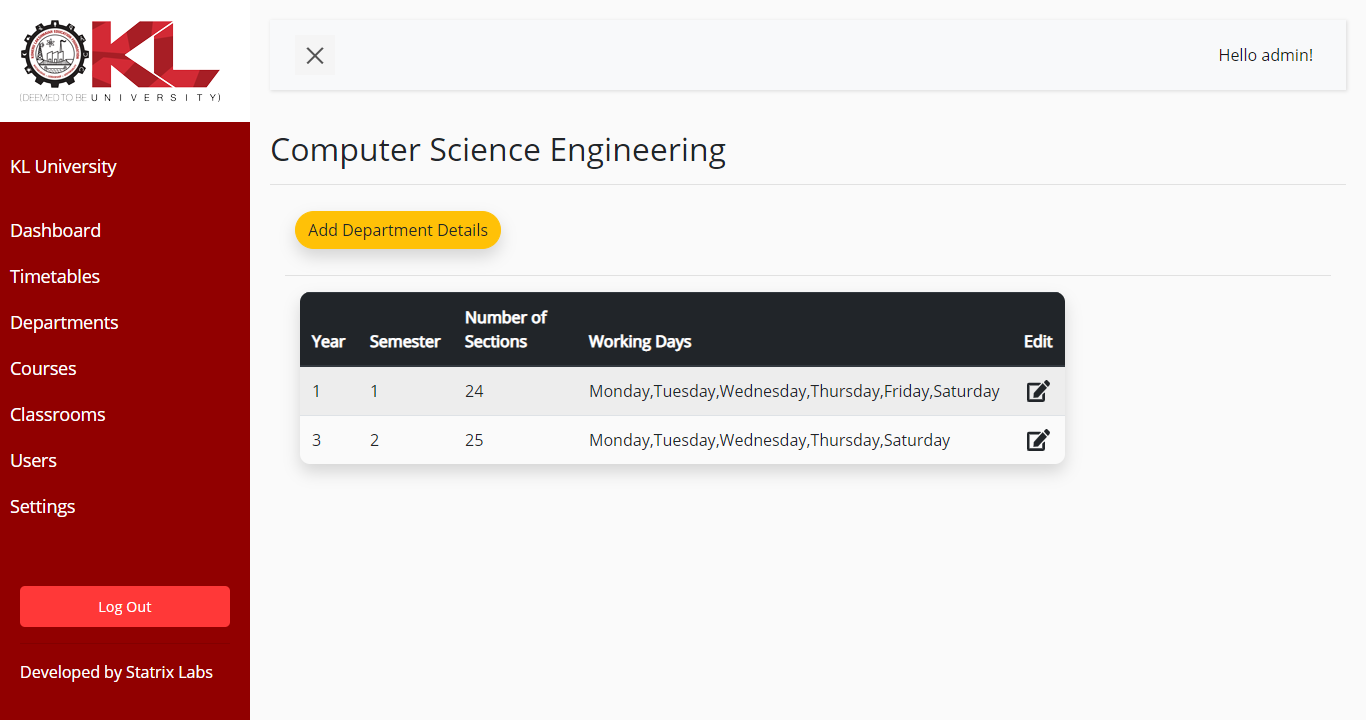 KL
(DEEMED TO BE UNIVERSITY)
KL University
Dashboard
Timetables
Departments
Courses
Classrooms
Users
Settings
Log Out
Developed by Statrix Labs
Hello admin!
Computer Science Engineering
Add Department Details
Year Semester Number of Sections Working Days Edit
1 1 24 Monday,Tuesday,Wednesday,Thursday,Friday,Saturday
3 2 25 Monday,Tuesday,Wednesday,Thursday,Saturday